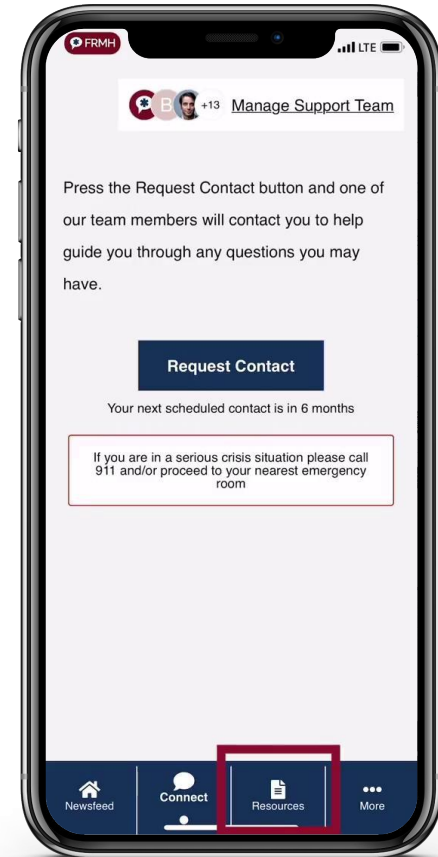 FRMH
LTE
B +13 Manage Support Team
Press the Request Contact button and one of
our team members will contact you to help
guide you through any questions you may
have.
Request Contact
Your next scheduled contact is in 6 months
If you are in a serious crisis situation please call
911 and/or proceed to your nearest emergency
room
Newsfeed Connect Resources More